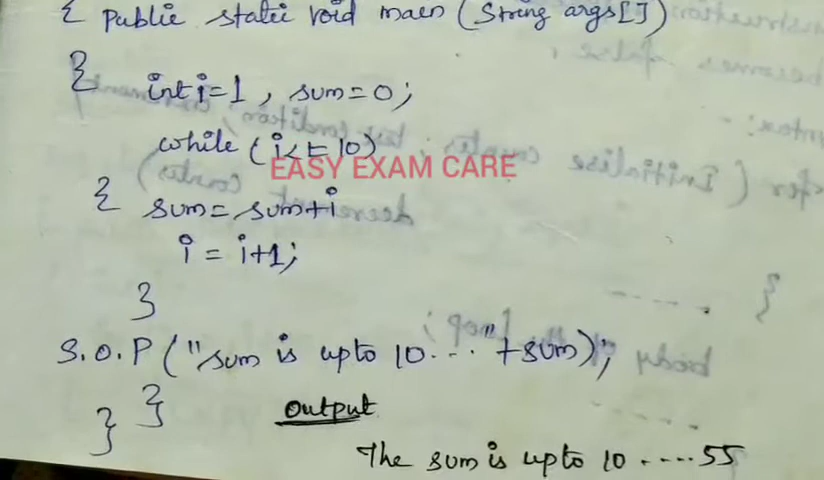 { Public static void main (String args[])
{ int i=1, sum=0;
while (i<=10)
EASY EXAM CARE
{ sum=sum+i
i = i+1;
}
S.O.P ("sum is upto 10..." + sum);
} }
Output
The sum is upto 10 .....55